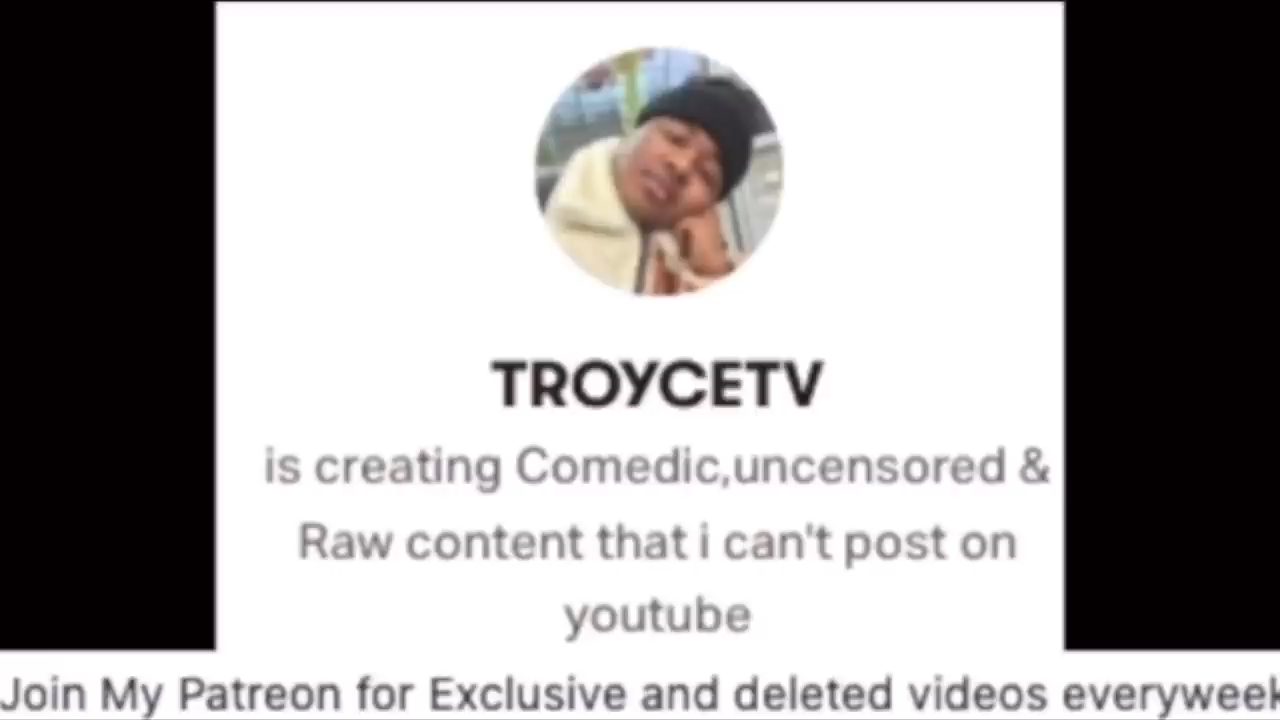 TROYCETV
is creating Comedic,uncensored &
Raw content that i can't post on
youtube
Join My Patreon for Exclusive and deleted videos everyweek